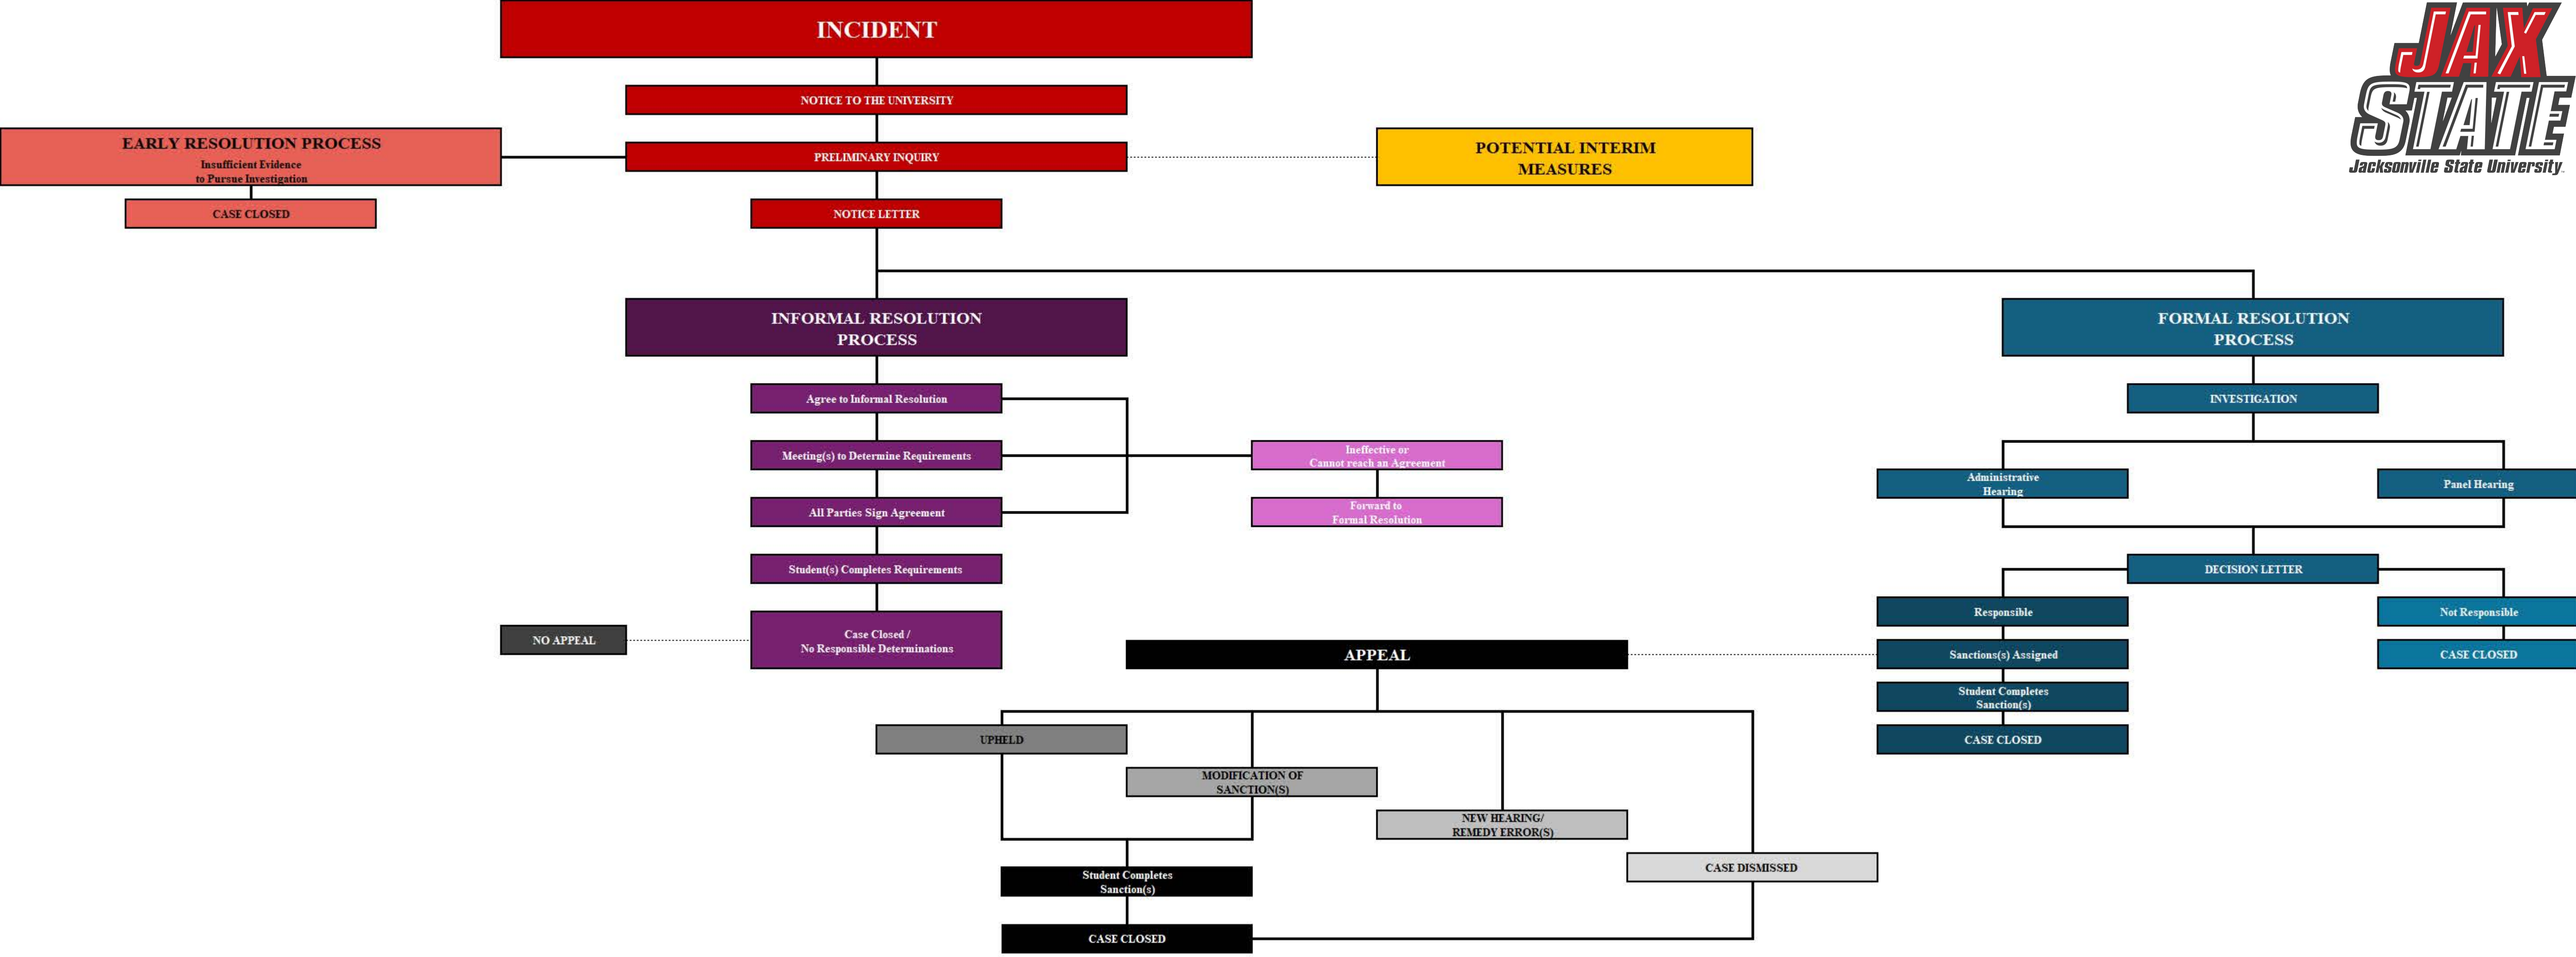 INCIDENT
JAX
STATE
Jacksonville State University
NOTICE TO THE UNIVERSITY
EARLY RESOLUTION PROCESS
Insufficient Evidence
to Pursue Investigation
CASE CLOSED
PRELIMINARY INQUIRY
POTENTIAL INTERIM
MEASURES
NOTICE LETTER
INFORMAL RESOLUTION
PROCESS
Agree to Informal Resolution
Meeting(s) to Determine Requirements
All Parties Sign Agreement
Student(s) Completes Requirements
Case Closed /
No Responsible Determinations
NO APPEAL
Ineffective or
Cannot reach an Agreement
Forward to
Formal Resolution
FORMAL RESOLUTION
PROCESS
INVESTIGATION
Administrative
Hearing
Panel Hearing
DECISION LETTER
Responsible
Sanctions(s) Assigned
Student Completes
Sanction(s)
CASE CLOSED
Not Responsible
CASE CLOSED
APPEAL
UPHELD
MODIFICATION OF
SANCTION(S)
NEW HEARING/
REMEDY ERROR(S)
CASE DISMISSED
Student Completes
Sanction(s)
CASE CLOSED